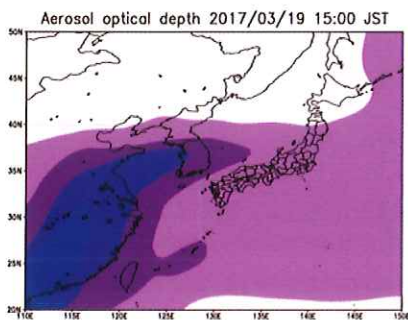 Aerosol optical depth 2017/03/19 15:00 JST
50N
45N
40N
35N
30N
25N
20N
110E 115E 120E 125E 130E 135E 140E 145E 150E